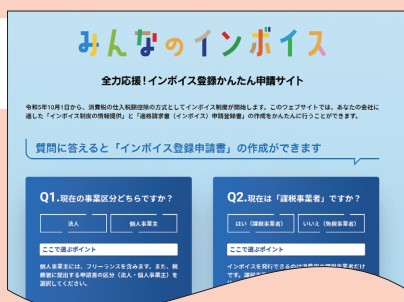 みんなのインボイス
全力応援！インボイス登録かんたん申請サイト
令和5年10月1日から、消費税の仕入税額控除の方式としてインボイス制度が開始します。このウェブサイトでは、あなたの会社に
適した「インボイス制度の情報提供」と「適格請求書（インボイス）申請登録書」の作成をかんたんに行うことができます。
質問に答えると「インボイス登録申請書」の作成ができます
Q1.現在の事業区分どちらですか？
法人
個人事業主
ここで選ぶポイント
個人事業主には、フリーランスを含みます。また、税
務署に提出する申請書の区分（法人・個人事業主）を
選択してください。
Q2.現在は「課税事業者」ですか？
はい（課税事業者）
いいえ（免税事業者）
ここで選ぶポイント
インボイスを発行できるのは消費税の課税事業者だけ
です。課税